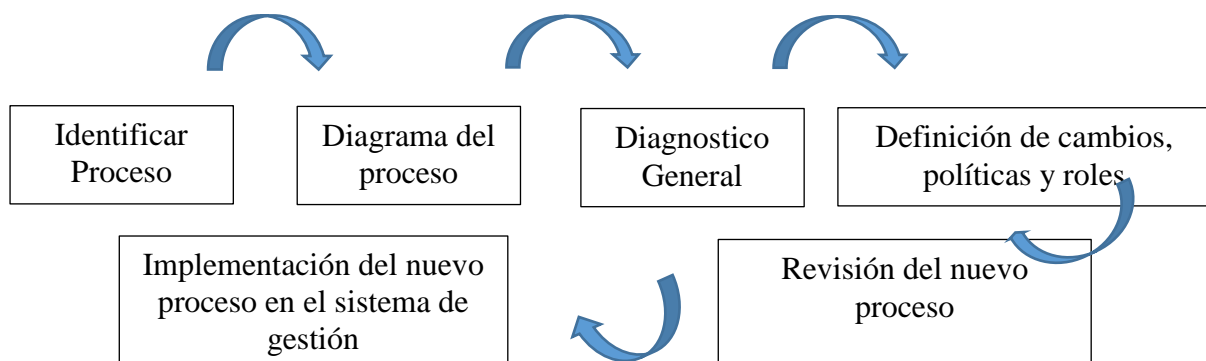 Identificar
Proceso
Diagrama del
proceso
Diagnostico
General
Definición de cambios,
políticas y roles
Revisión del nuevo
proceso
Implementación del nuevo
proceso en el sistema de
gestión